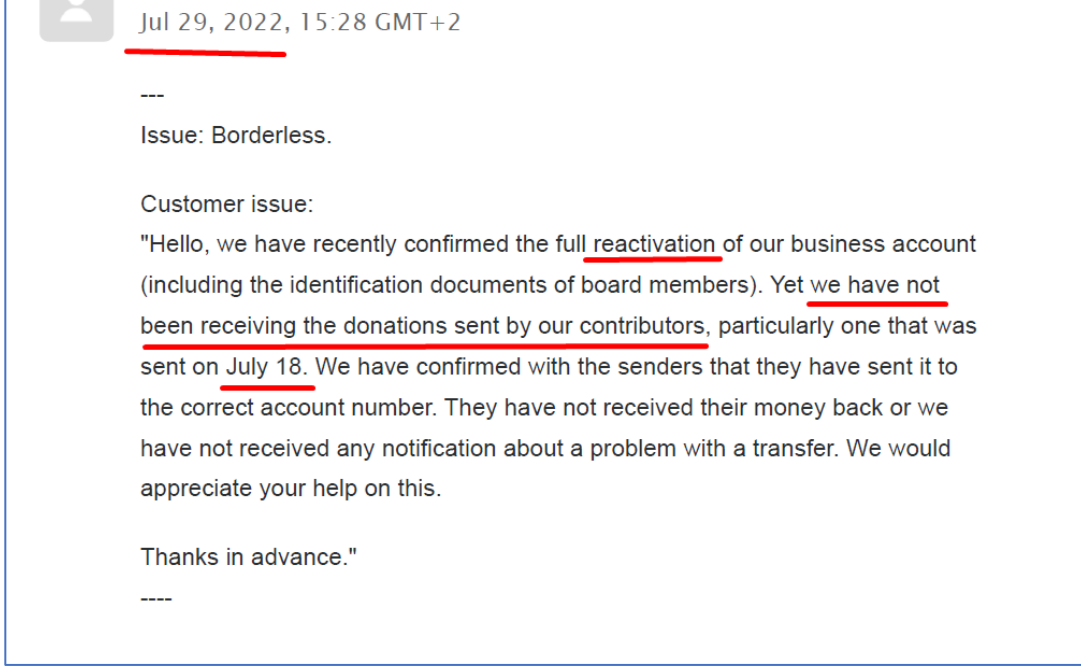 Jul 29, 2022, 15:28 GMT+2
---
Issue: Borderless.
Customer issue:
"Hello, we have recently confirmed the full reactivation of our business account
(including the identification documents of board members). Yet we have not
been receiving the donations sent by our contributors, particularly one that was
sent on July 18. We have confirmed with the senders that they have sent it to
the correct account number. They have not received their money back or we
have not received any notification about a problem with a transfer. We would
appreciate your help on this.
Thanks in advance."
----